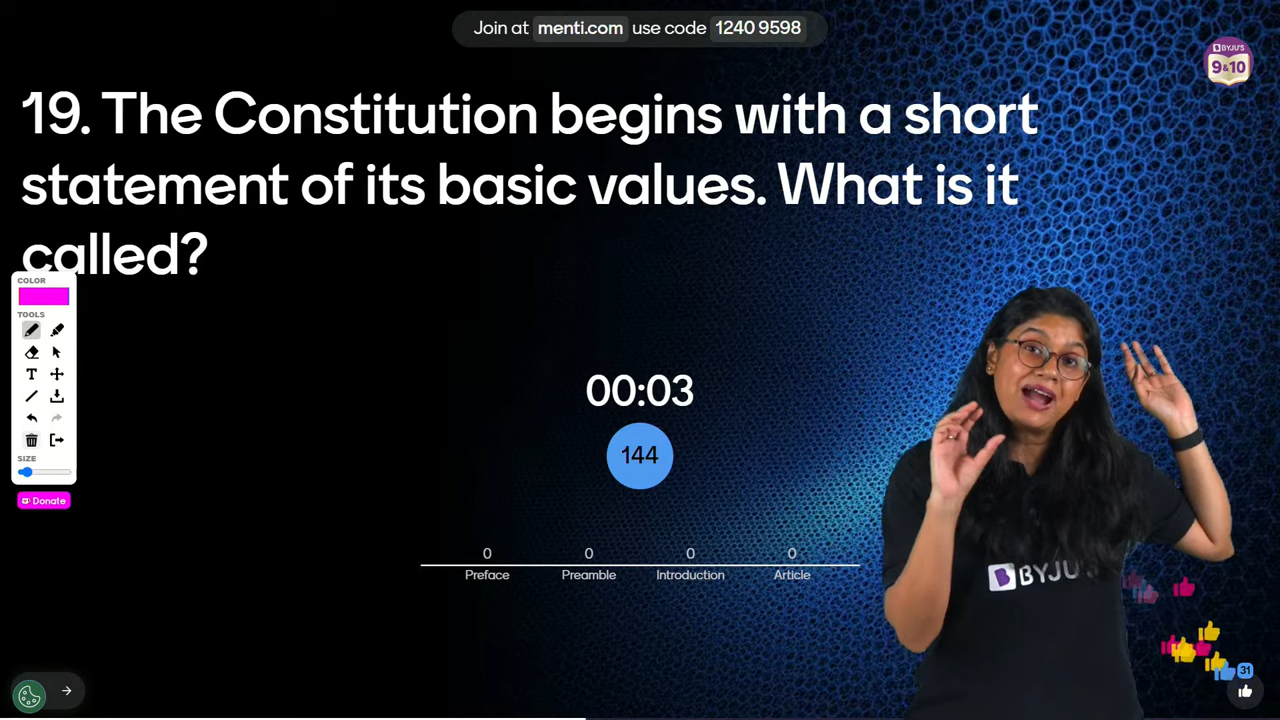 Join at menti.com use code 1240 9598
BYJU'S
9&10
19. The Constitution begins with a short
statement of its basic values. What is it
called?
COLOR
TOOLS
T
SIZE
Donate
00:03
144
0 0 0 0
Preface Preamble Introduction Article
BYJU'S
31